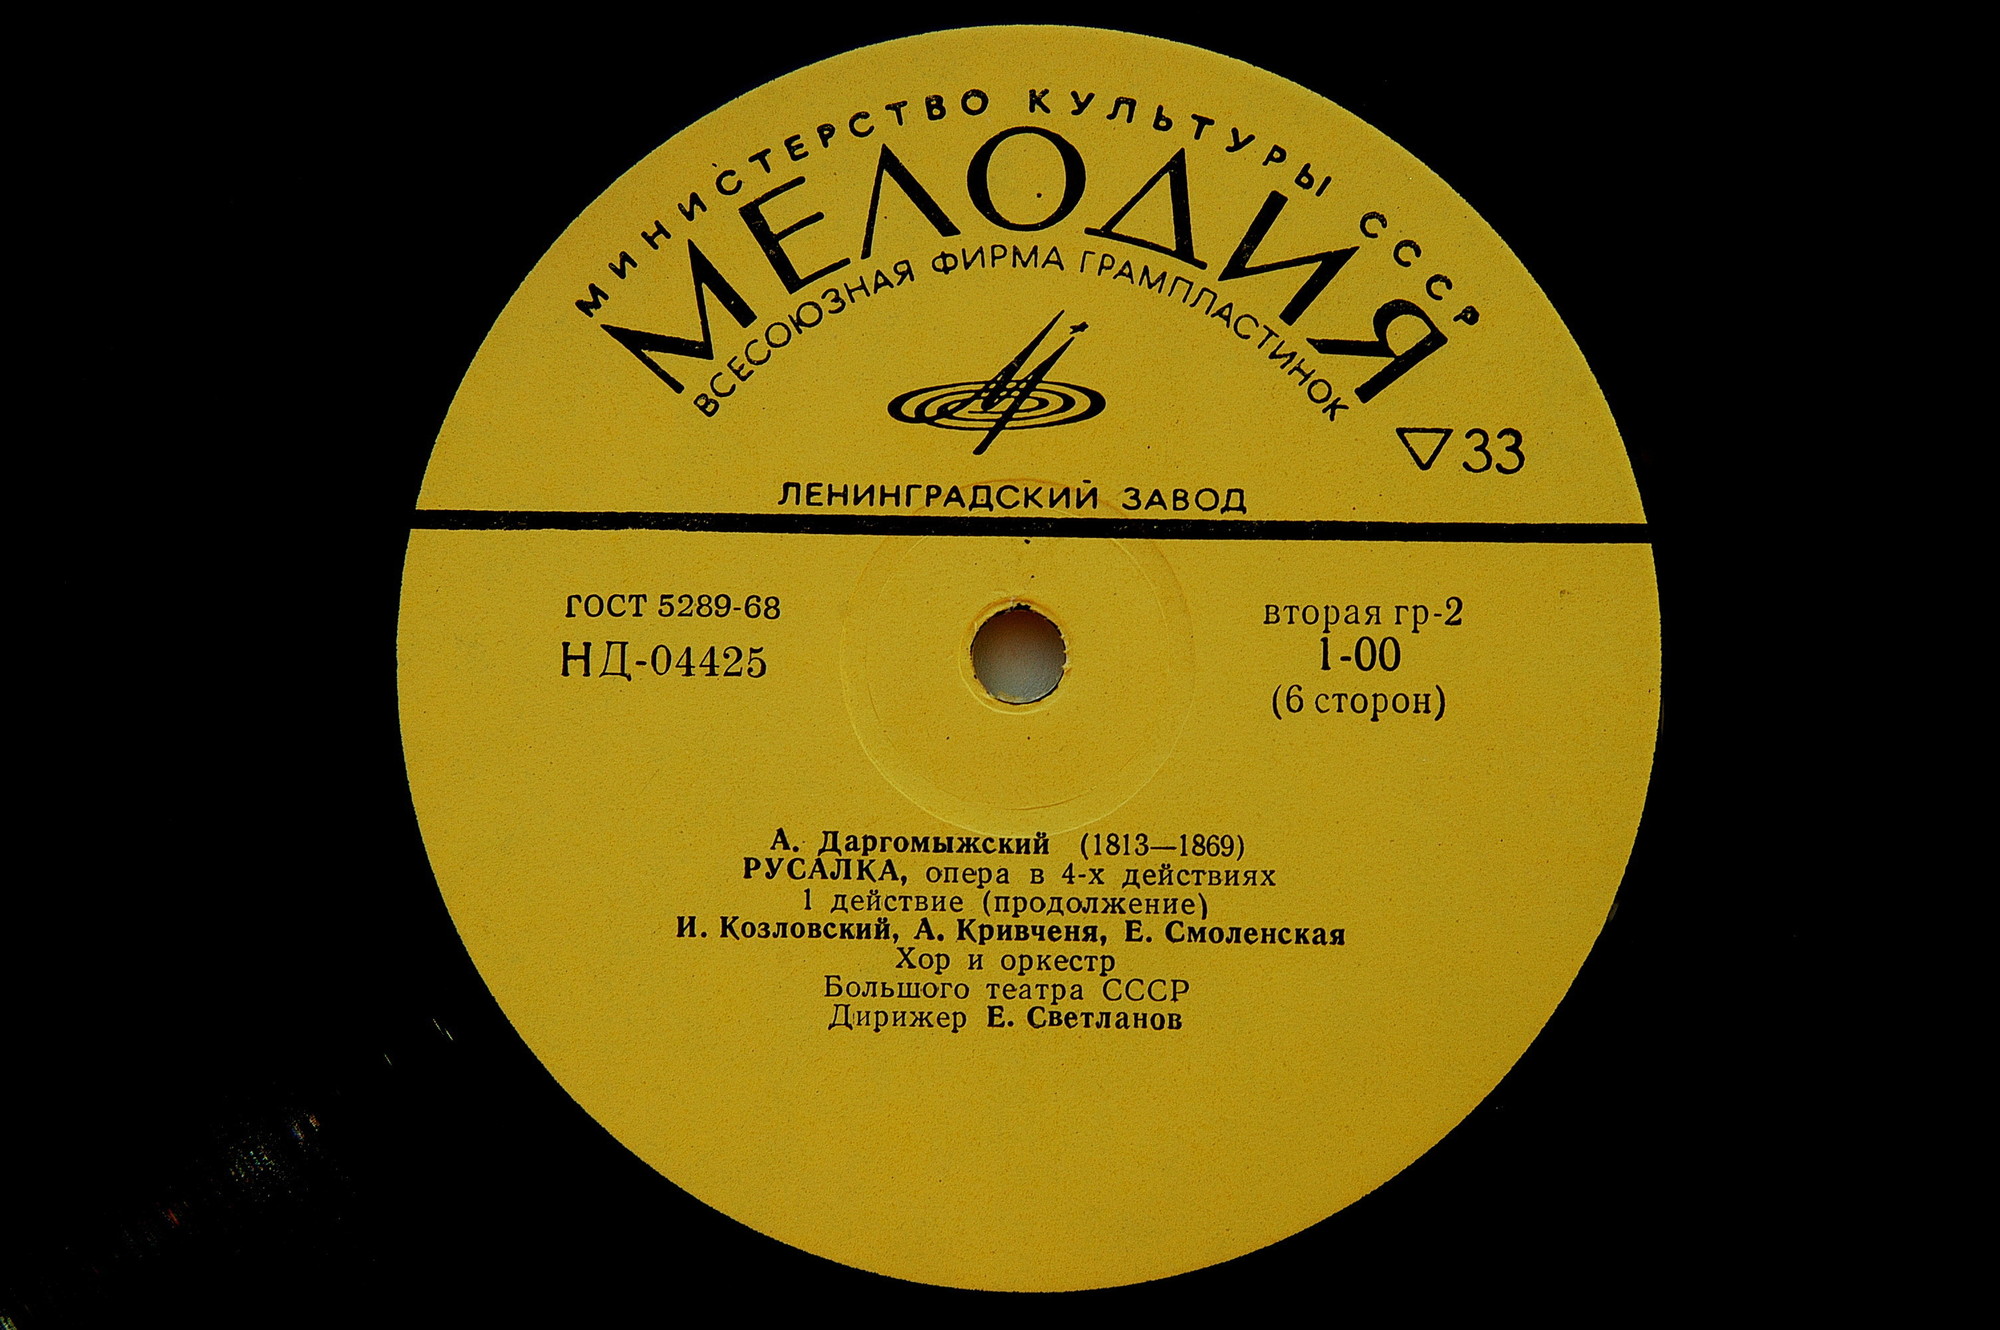 МИНИСТЕРСТВО КУЛЬТУРЫ СССР
МЕЛОДИЯ
ВСЕСОЮЗНАЯ ФИРМА ГРАМПЛАСТИНОК
▽33
ЛЕНИНГРАДСКИЙ ЗАВОД
ГОСТ 5289-68
НД-04425
вторая гр-2
1-00
(6 сторон)
А. Даргомыжский (1813—1869)
РУСАЛКА, опера в 4-х действиях
1 действие (продолжение)
И. Козловский, А. Кривченя, Е. Смоленская
Хор и оркестр
Большого театра СССР
Дирижер Е. Светланов